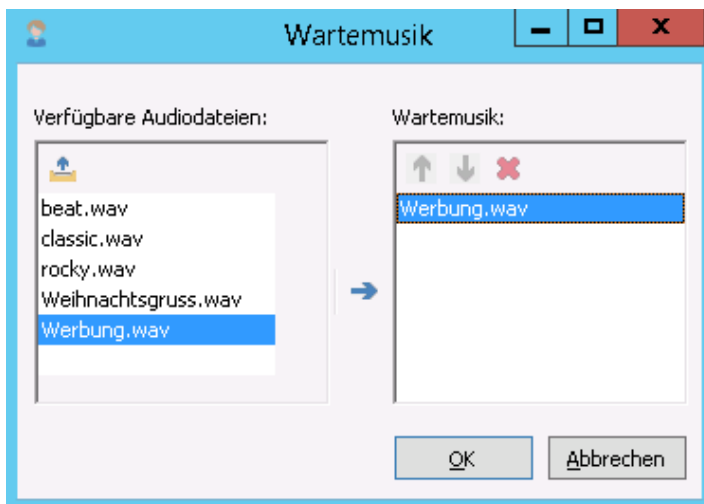 Wartemusik
Verfügbare Audiodateien:
beat.wav
classic.wav
rocky.wav
Weihnachtsgruss.wav
Werbung.wav
Wartemusik:
Werbung.wav
OK
Abbrechen